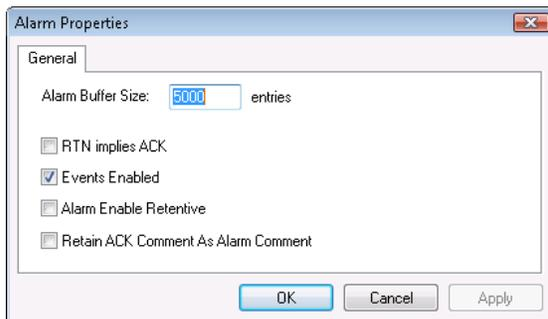 Alarm Properties
General
Alarm Buffer Size: 5000 entries
RTN implies ACK
Events Enabled
Alarm Enable Retentive
Retain ACK Comment As Alarm Comment
OK Cancel Apply